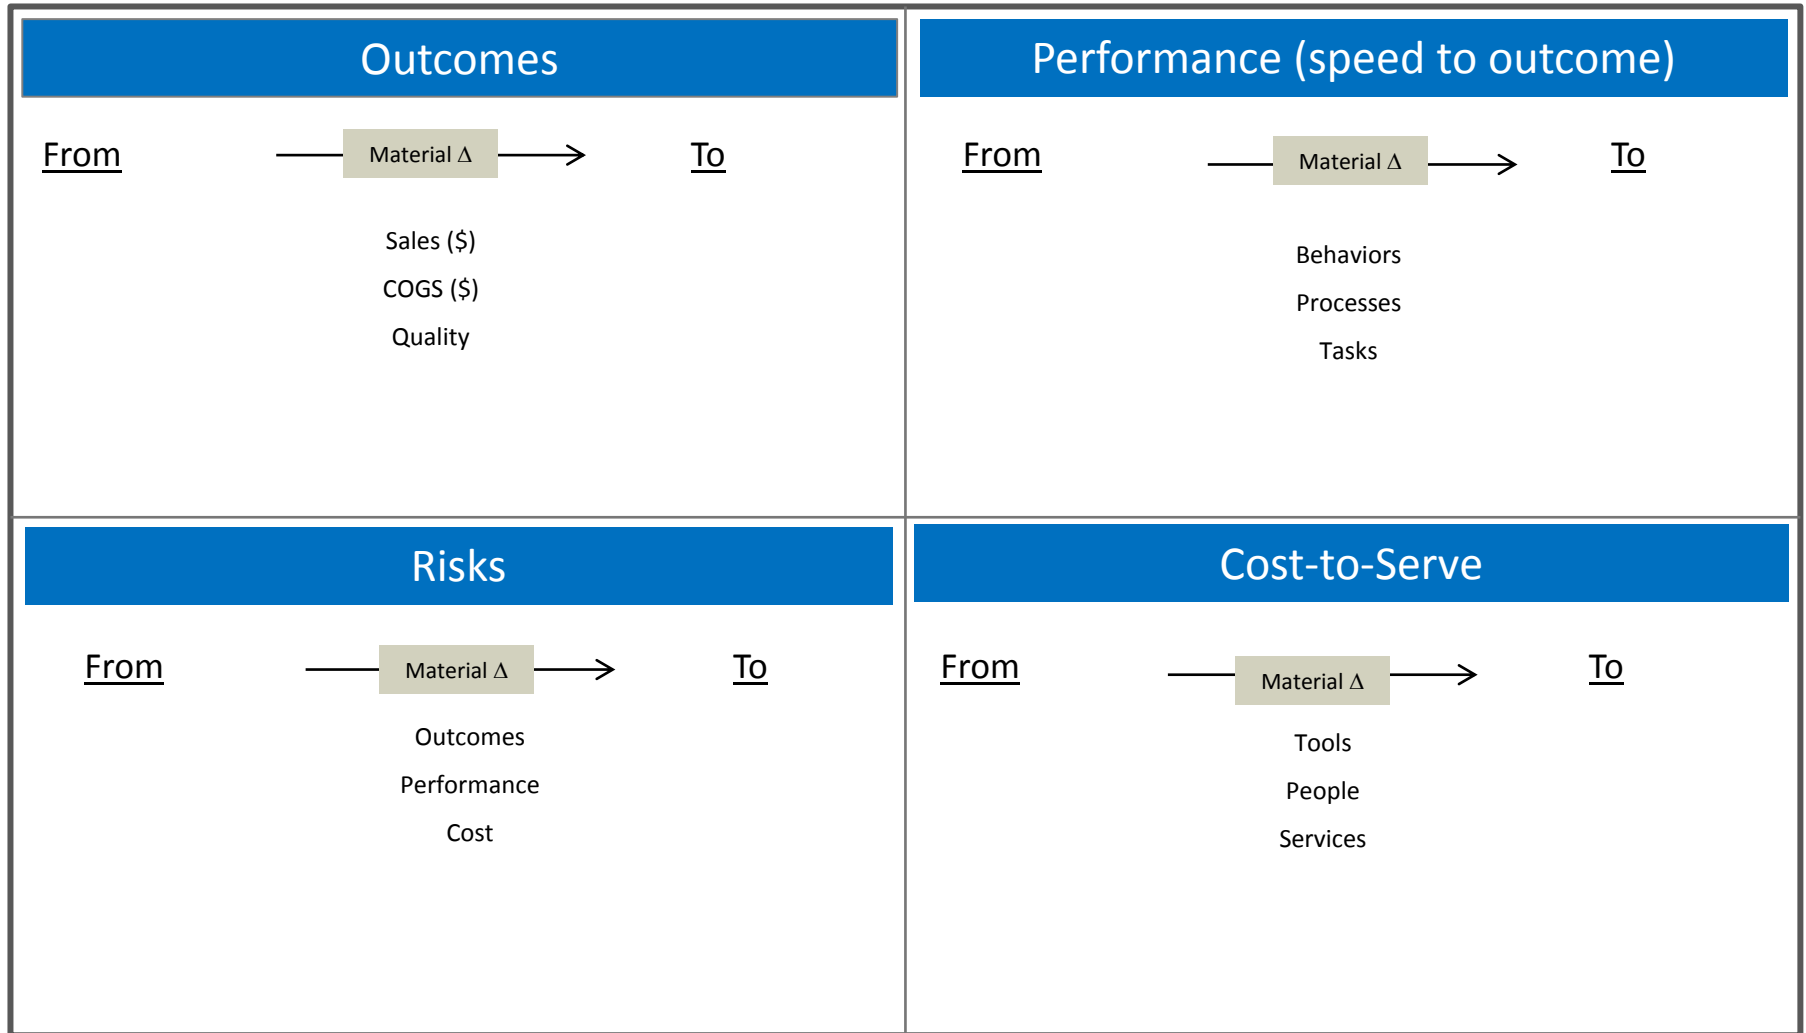 Outcomes
From Material Δ To
Sales ($)
COGS ($)
Quality
Performance (speed to outcome)
From Material Δ To
Behaviors
Processes
Tasks
Risks
From Material Δ To
Outcomes
Performance
Cost
Cost-to-Serve
From Material Δ To
Tools
People
Services